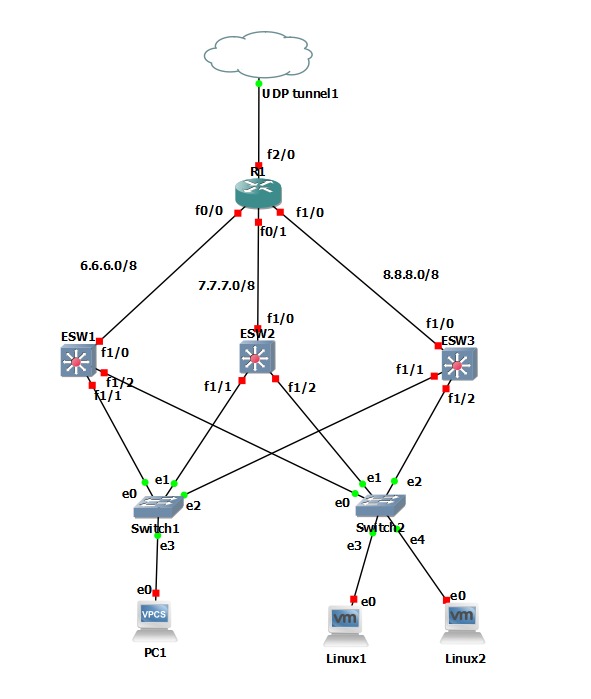 UDP tunnel1
f2/0
R1
f0/0
f1/0
f0/1
6.6.6.0/8
8.8.8.0/8
7.7.7.0/8
f1/0
f1/0
ESW1
ESW2
ESW3
f1/0
f1/1
f1/2
f1/1
f1/2
f1/1
f1/2
e0
e1
e2
e1
e2
e0
Switch1
Switch2
e3
e3
e4
e0
e0
e0
VPCS
vm
vm
PC1
Linux1
Linux2